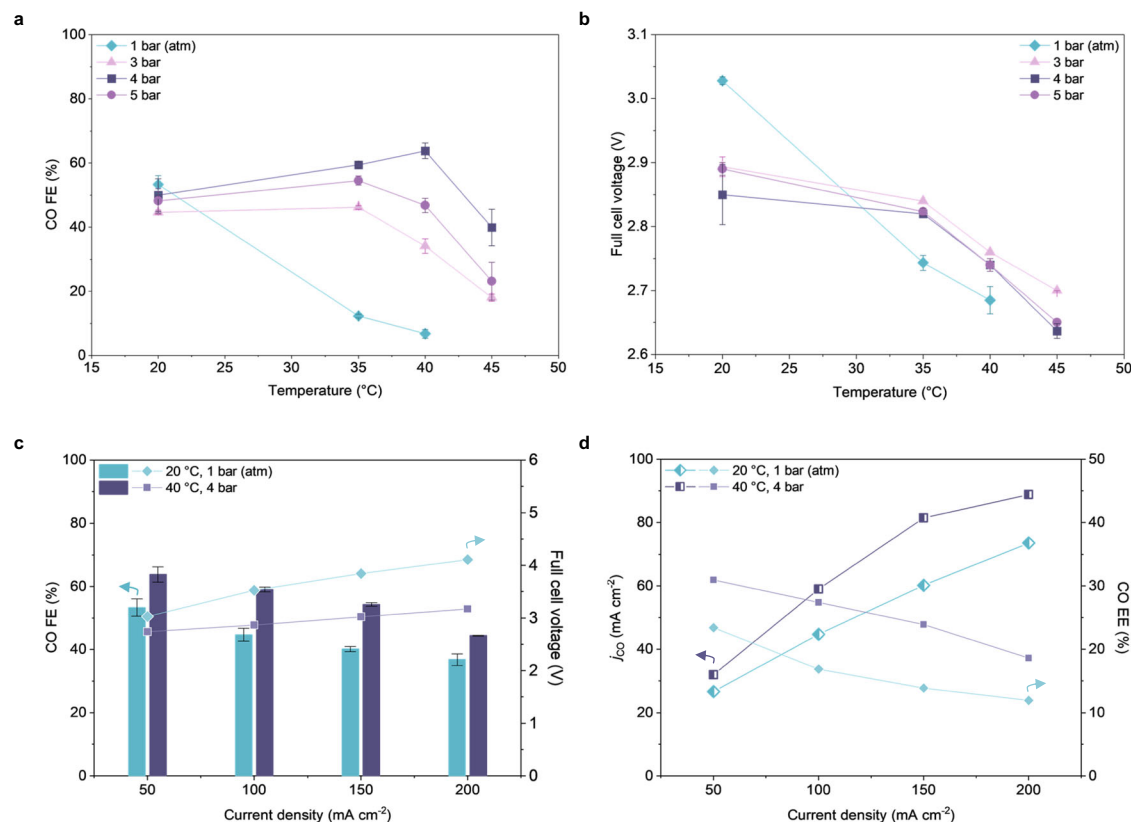 a
100
80
60
40
20
0
CO FE (%)
1 bar (atm)
3 bar
4 bar
5 bar
15 20 25 30 35 40 45 50
Temperature (°C)
b
3.1
3.0
2.9
2.8
2.7
2.6
Full cell voltage (V)
1 bar (atm)
3 bar
4 bar
5 bar
15 20 25 30 35 40 45 50
Temperature (°C)
c
100
80
60
40
20
0
CO FE (%)
20 °C, 1 bar (atm)
40 °C, 4 bar
6
5
4
3
2
1
0
Full cell voltage (V)
50 100 150 200
Current density (mA cm⁻²)
d
100
80
60
40
20
0
jCO (mA cm⁻²)
20 °C, 1 bar (atm)
40 °C, 4 bar
50
40
30
20
10
0
CO EE (%)
50 100 150 200
Current density (mA cm⁻²)